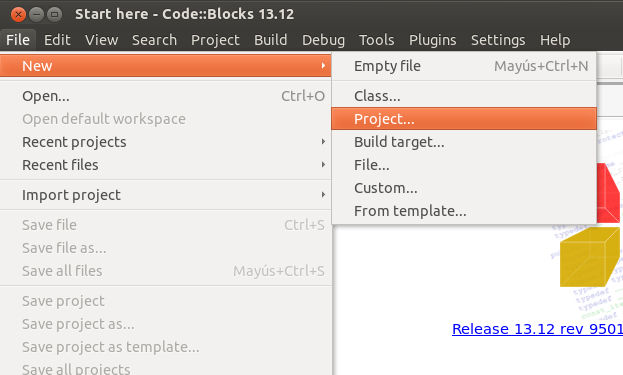 Start here - Code::Blocks 13.12
File Edit View Search Project Build Debug Tools Plugins Settings Help
New
Open... Ctrl+O
Open default workspace
Recent projects
Recent files
Import project
Save file Ctrl+S
Save file as...
Save all files Mayús+Ctrl+S
Save project
Save project as...
Save project as template...
Save all projects
Empty file Mayús+Ctrl+N
Class...
Project...
Build target...
File...
Custom...
From template...
typedef
Release 13.12 rev 9501